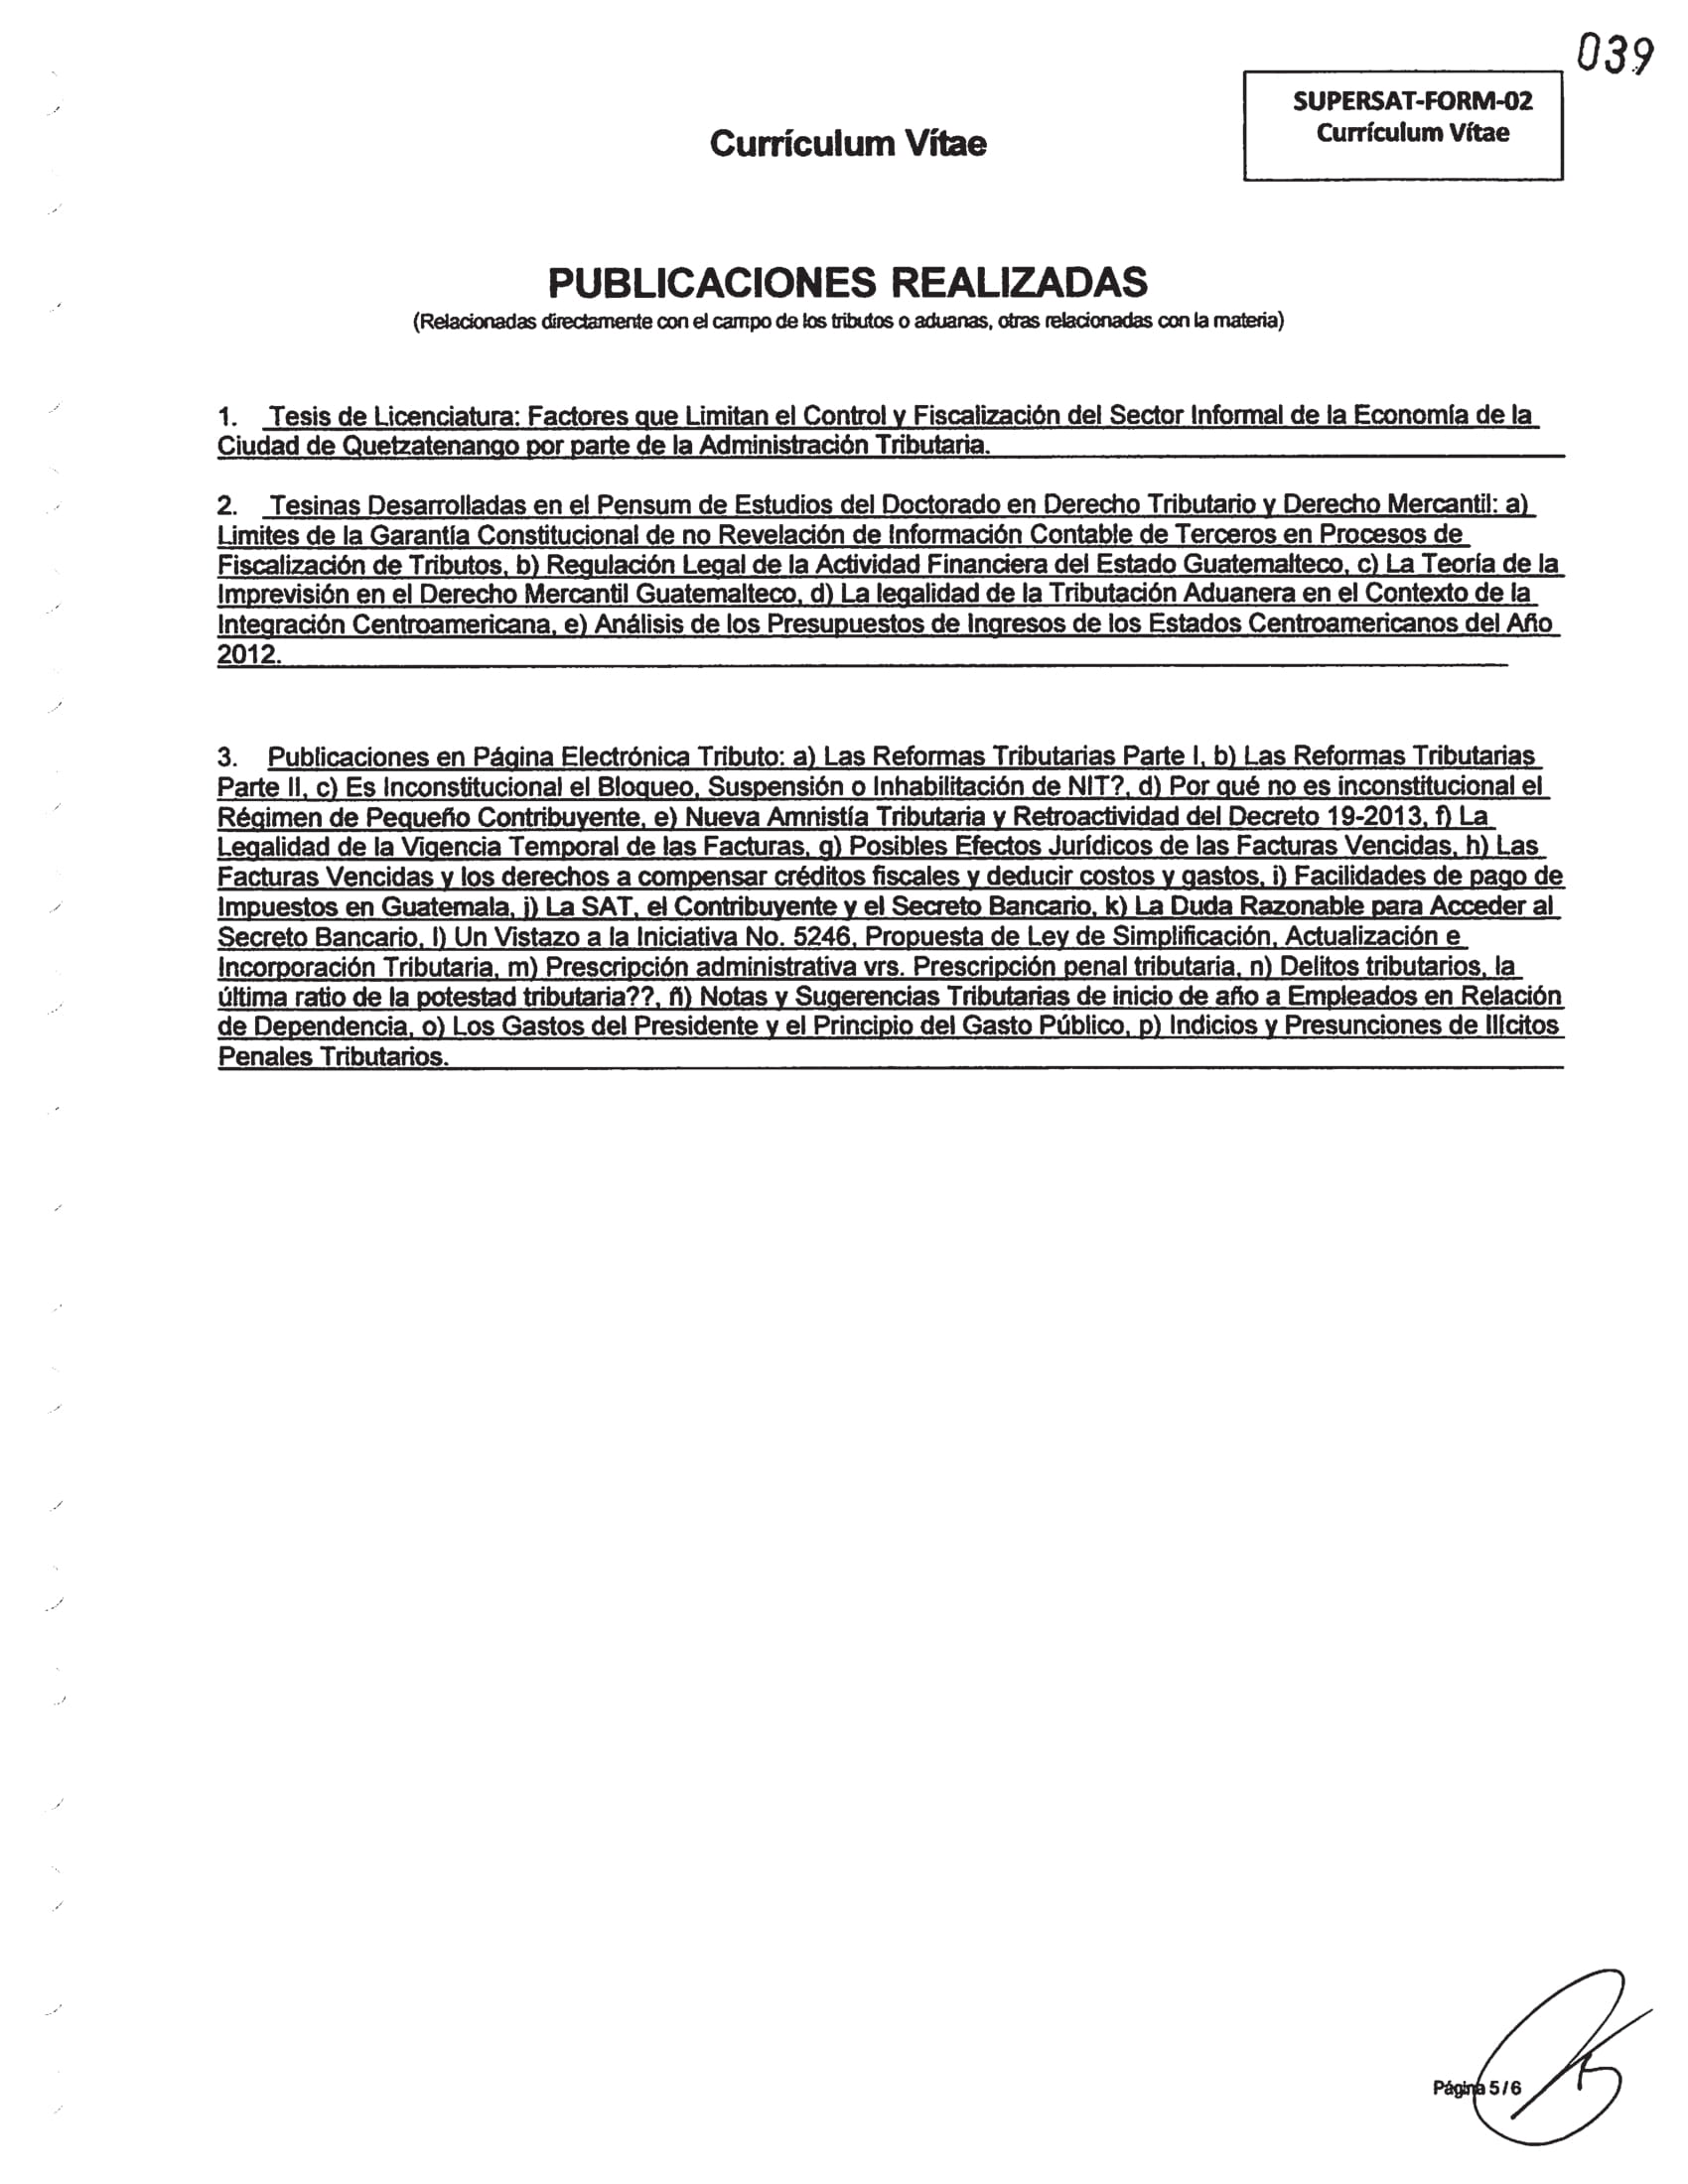 039
SUPERSAT-FORM-02
Currículum Vítae
Currículum Vítae
PUBLICACIONES REALIZADAS
(Relacionadas directamente con el campo de los tributos o aduanas, otras relacionadas con la materia)
1. Tesis de Licenciatura: Factores que Limitan el Control y Fiscalización del Sector Informal de la Economía de la
Ciudad de Quetzatenango por parte de la Administración Tributaria.
2. Tesinas Desarrolladas en el Pensum de Estudios del Doctorado en Derecho Tributario y Derecho Mercantil: a)
Limites de la Garantía Constitucional de no Revelación de Información Contable de Terceros en Procesos de
Fiscalización de Tributos, b) Regulación Legal de la Actividad Financiera del Estado Guatemalteco, c) La Teoría de la
Imprevisión en el Derecho Mercantil Guatemalteco, d) La legalidad de la Tributación Aduanera en el Contexto de la
Integración Centroamericana, e) Análisis de los Presupuestos de Ingresos de los Estados Centroamericanos del Año
2012.
3. Publicaciones en Página Electrónica Tributo: a) Las Reformas Tributarias Parte I, b) Las Reformas Tributarias
Parte II, c) Es Inconstitucional el Bloqueo, Suspensión o Inhabilitación de NIT?, d) Por qué no es inconstitucional el
Régimen de Pequeño Contribuyente, e) Nueva Amnistía Tributaria y Retroactividad del Decreto 19-2013, f) La
Legalidad de la Vigencia Temporal de las Facturas, g) Posibles Efectos Jurídicos de las Facturas Vencidas, h) Las
Facturas Vencidas y los derechos a compensar créditos fiscales y deducir costos y gastos, i) Facilidades de pago de
Impuestos en Guatemala, j) La SAT, el Contribuyente y el Secreto Bancario, k) La Duda Razonable para Acceder al
Secreto Bancario, l) Un Vistazo a la Iniciativa No. 5246, Propuesta de Ley de Simplificación, Actualización e
Incorporación Tributaria, m) Prescripción administrativa vrs. Prescripción penal tributaria, n) Delitos tributarios, la
última ratio de la potestad tributaria??, ñ) Notas y Sugerencias Tributarias de inicio de año a Empleados en Relación
de Dependencia, o) Los Gastos del Presidente y el Principio del Gasto Público, p) Indicios y Presunciones de Ilícitos
Penales Tributarios.
Página 5/6